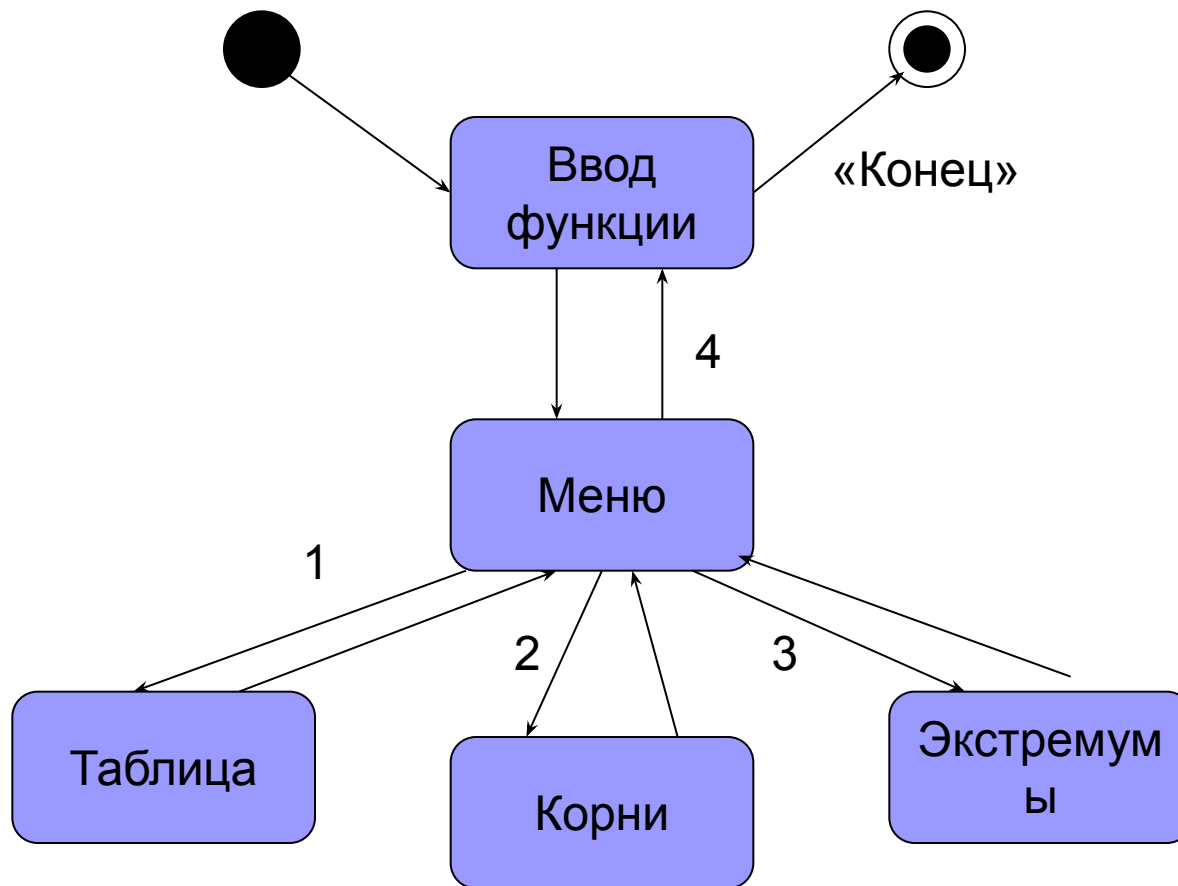 Ввод
функции
«Конец»
4
Меню
1
2
3
Таблица
Корни
Экстремум
ы